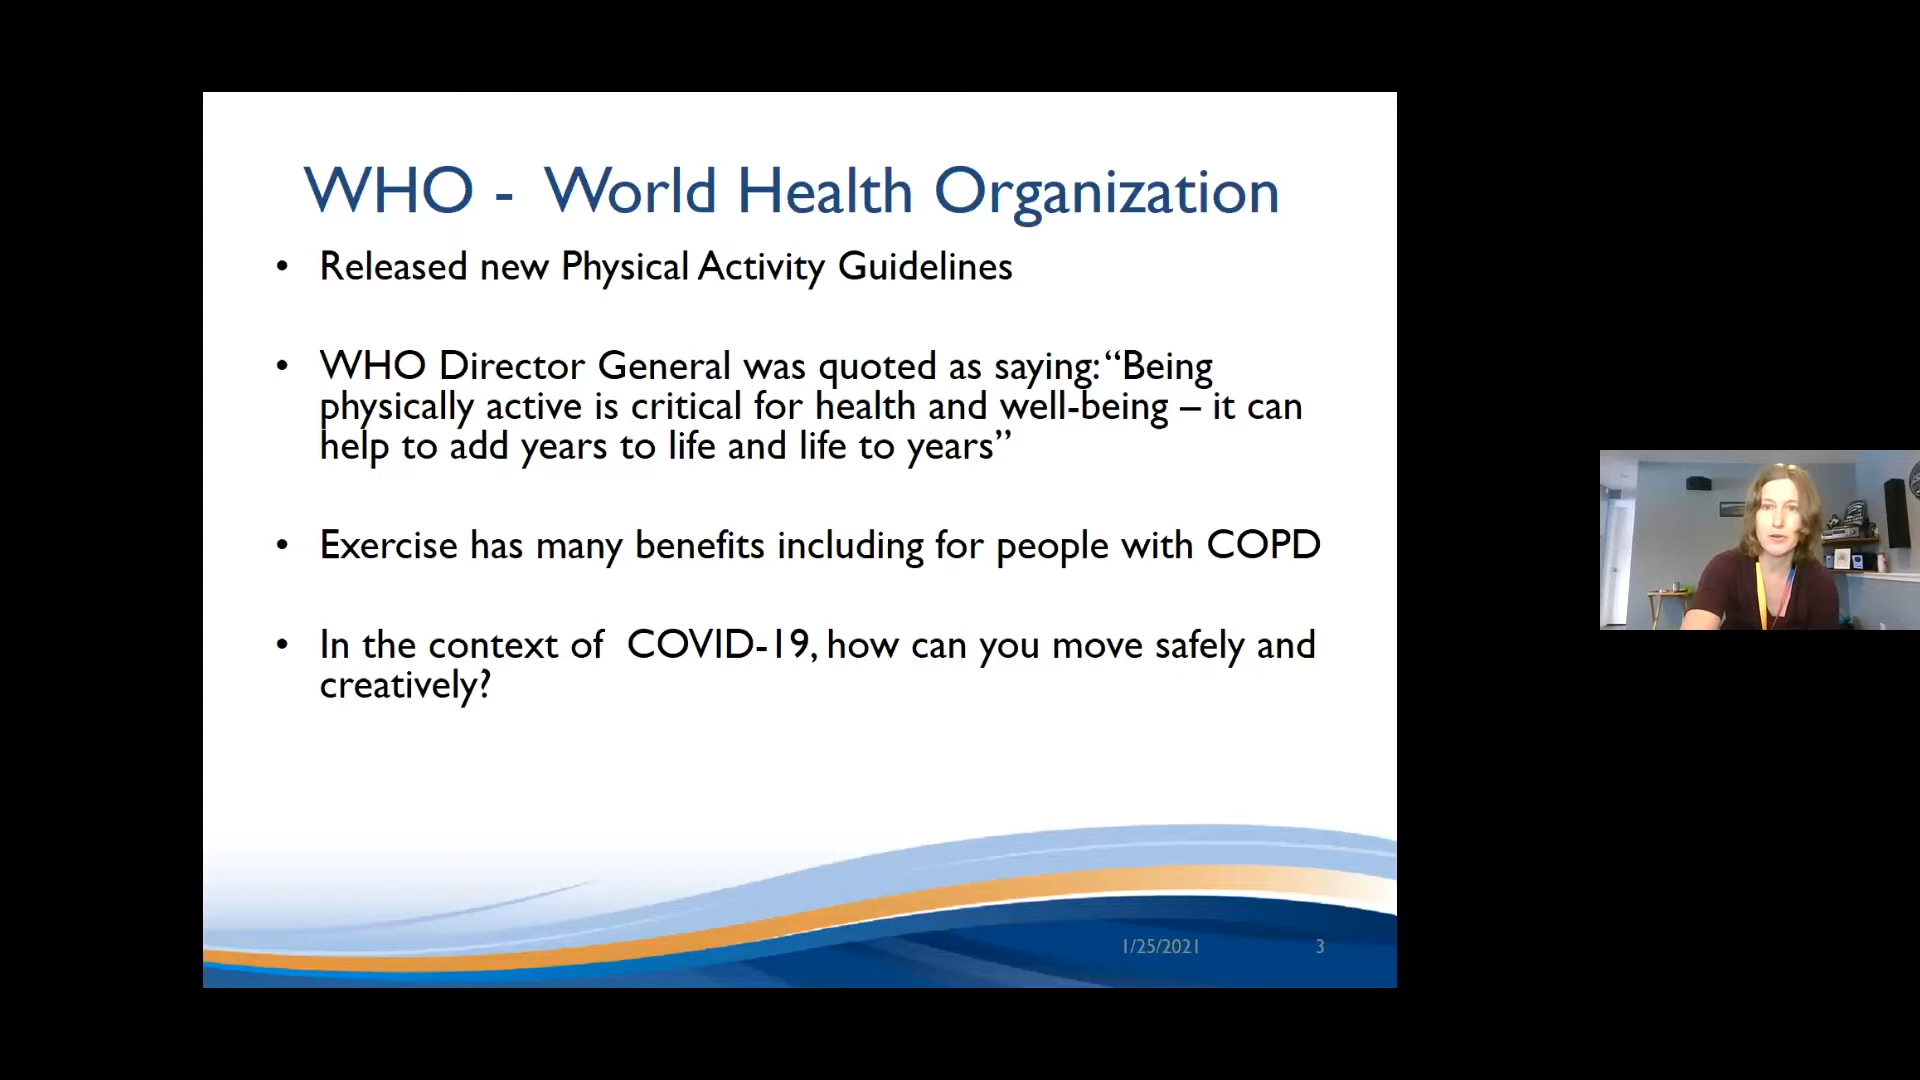 WHO -  World Health Organization
• Released new Physical Activity Guidelines
• WHO Director General was quoted as saying: “Being
physically active is critical for health and well-being – it can
help to add years to life and life to years”
• Exercise has many benefits including for people with COPD
• In the context of  COVID-19, how can you move safely and
creatively?
1/25/2021 3